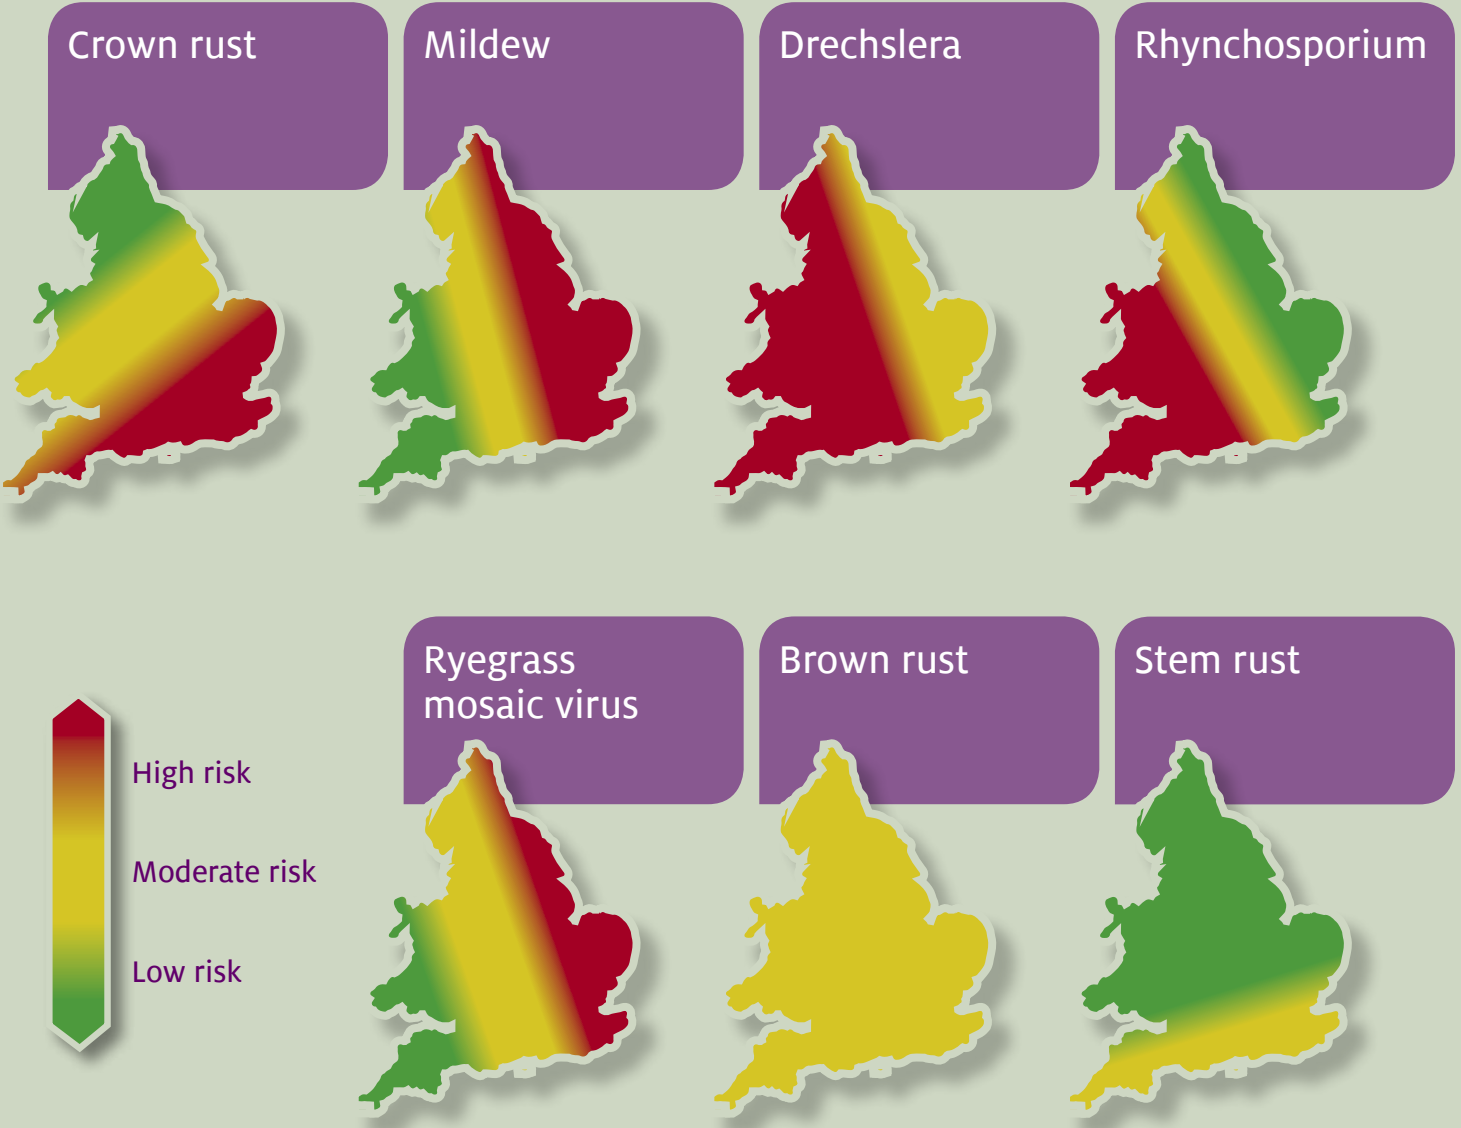 Crown rust
Mildew
Drechslera
Rhynchosporium
Ryegrass
mosaic virus
Brown rust
Stem rust
High risk
Moderate risk
Low risk